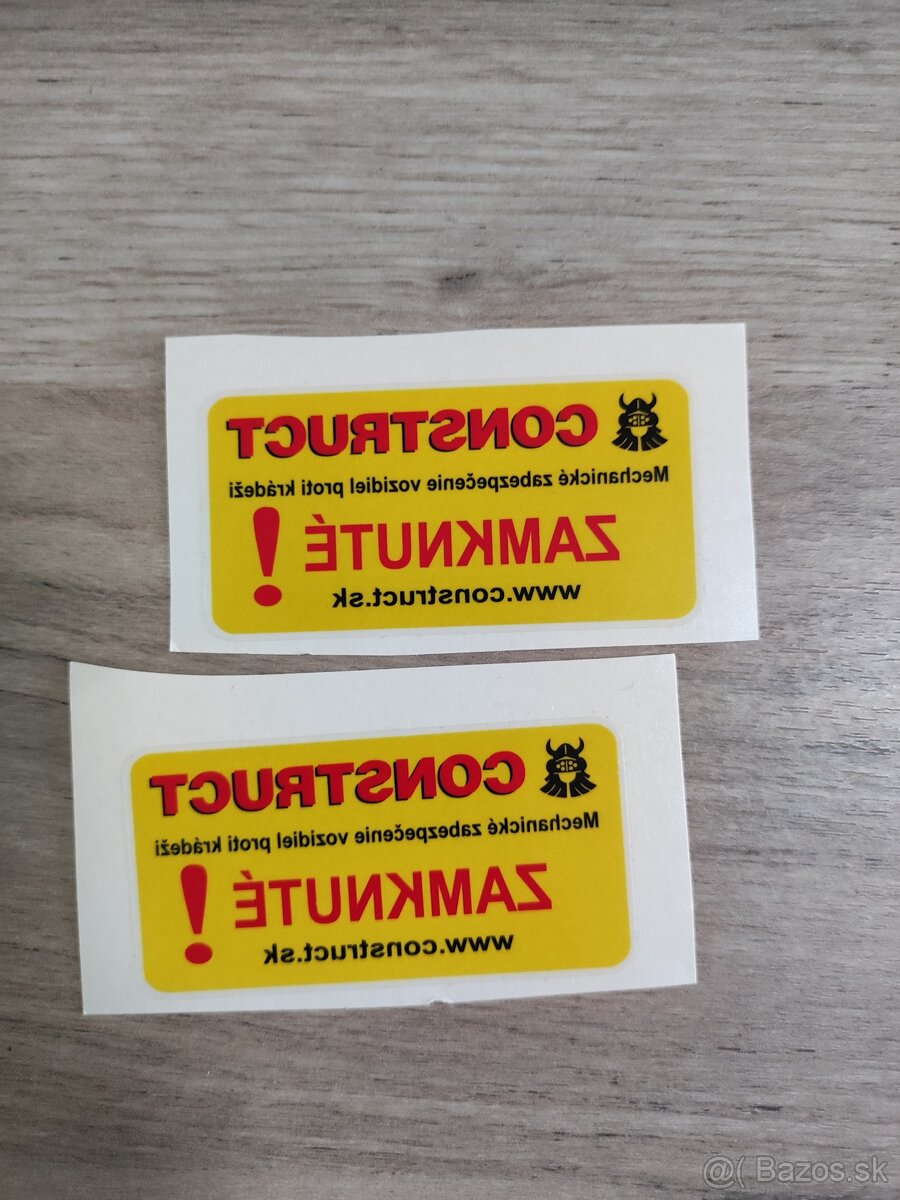 CONSTRUCT
Mechanické zabezpečenie vozidiel proti krádeži
ZAMKNUTÉ!
www.construct.sk
CONSTRUCT
Mechanické zabezpečenie vozidiel proti krádeži
ZAMKNUTÉ!
www.construct.sk
@( Bazos.sk